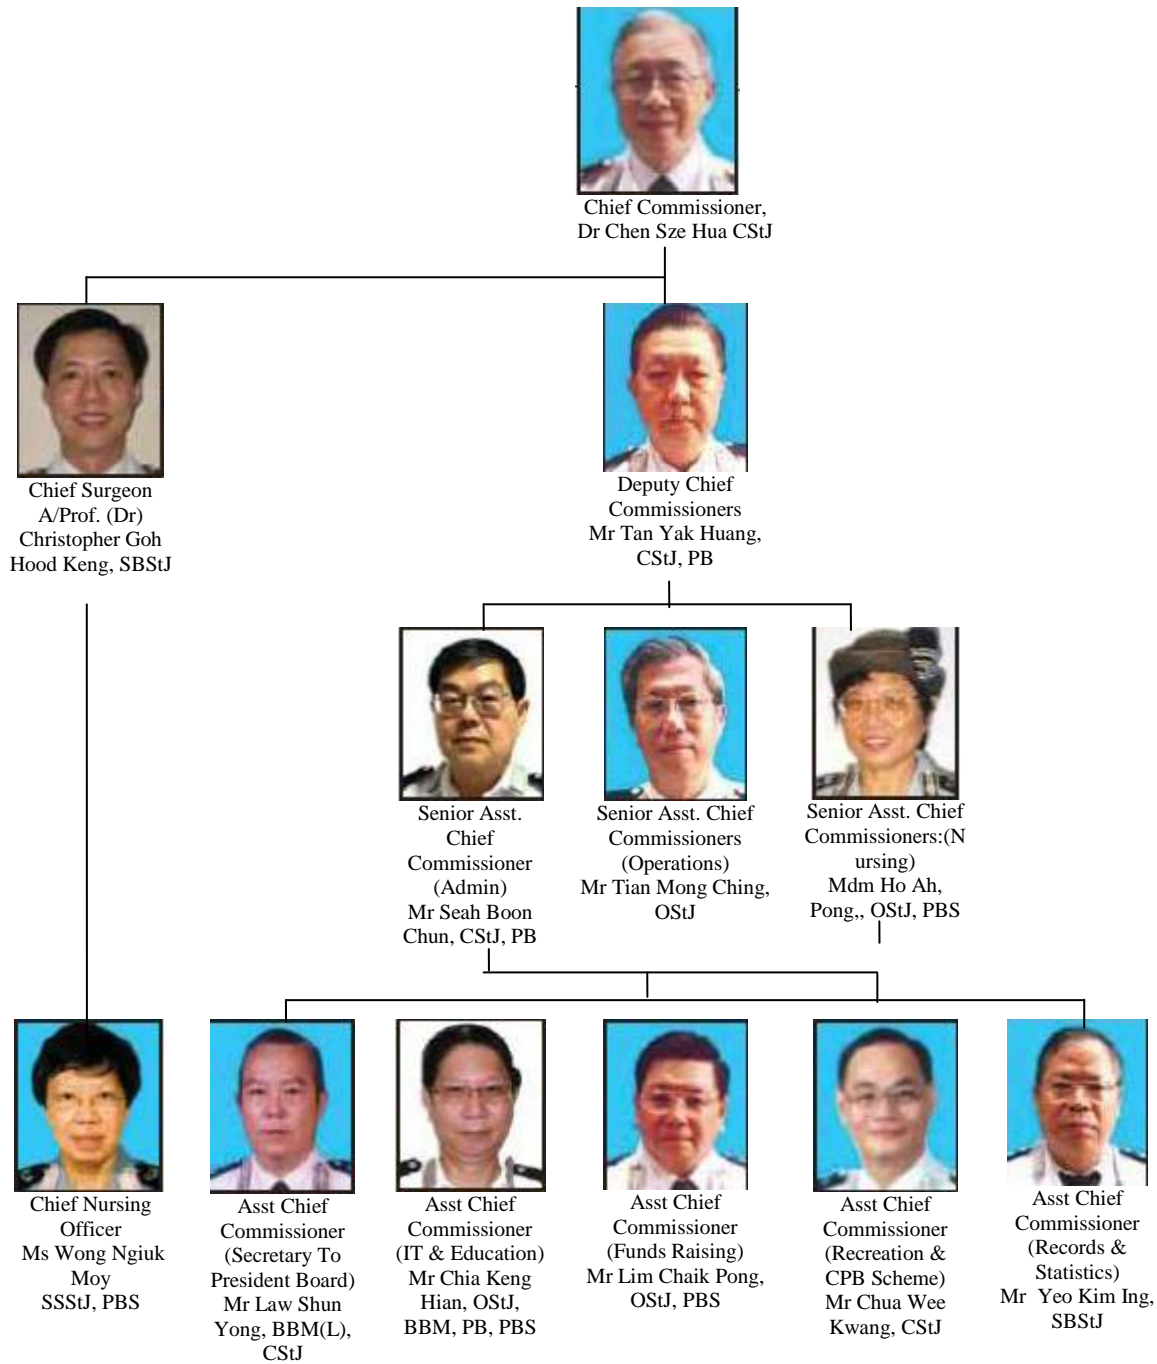 Chief Commissioner,
Dr Chen Sze Hua CStJ
Chief Surgeon
A/Prof. (Dr)
Christopher Goh
Hood Keng, SBStJ
Deputy Chief
Commissioners
Mr Tan Yak Huang,
CStJ, PB
Senior Asst.
Chief
Commissioner
(Admin)
Mr Seah Boon
Chun, CStJ, PB
Senior Asst. Chief
Commissioners
(Operations)
Mr Tian Mong Ching,
OStJ
Senior Asst. Chief
Commissioners:(N
ursing)
Mdm Ho Ah,
Pong,, OStJ, PBS
Chief Nursing
Officer
Ms Wong Ngiuk
Moy
SSStJ, PBS
Asst Chief
Commissioner
(Secretary To
President Board)
Mr Law Shun
Yong, BBM(L),
CStJ
Asst Chief
Commissioner
(IT & Education)
Mr Chia Keng
Hian, OStJ,
BBM, PB, PBS
Asst Chief
Commissioner
(Funds Raising)
Mr Lim Chaik Pong,
OStJ, PBS
Asst Chief
Commissioner
(Recreation &
CPB Scheme)
Mr Chua Wee
Kwang, CStJ
Asst Chief
Commissioner
(Records &
Statistics)
Mr  Yeo Kim Ing,
SBStJ